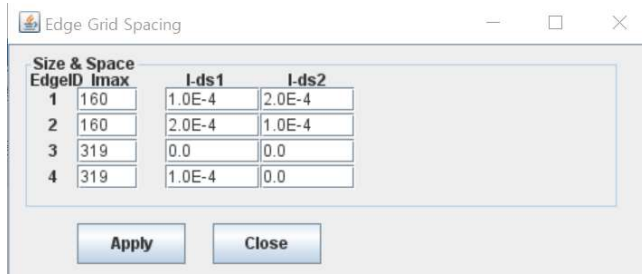 Edge Grid Spacing
Size & Space
EdgeID Imax I-ds1 I-ds2
1 160 1.0E-4 2.0E-4
2 160 2.0E-4 1.0E-4
3 319 0.0 0.0
4 319 1.0E-4 0.0
Apply Close